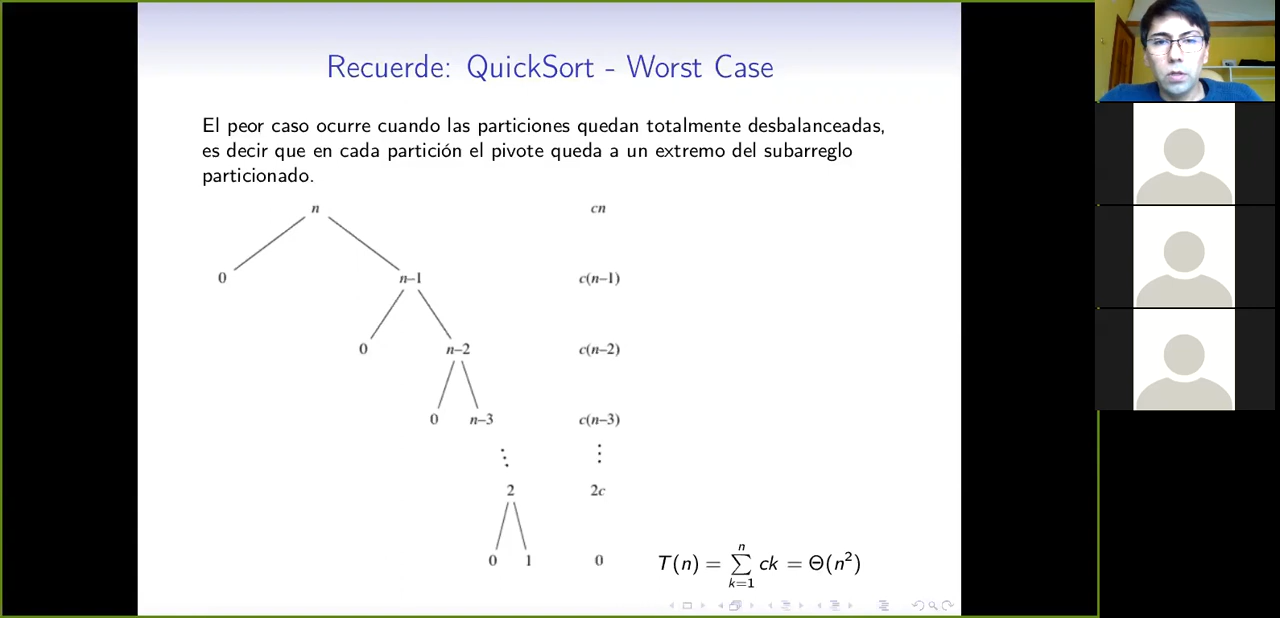 Recuerde: QuickSort - Worst Case
El peor caso ocurre cuando las particiones quedan totalmente desbalanceadas,
es decir que en cada partición el pivote queda a un extremo del subarreglo
particionado.
n cn
0 n–1 c(n–1)
0 n–2 c(n–2)
0 n–3 c(n–3)
⋱ ⋮
2 2c
0 1 0
T(n) = ∑_{k=1}^{n} ck = Θ(n²)